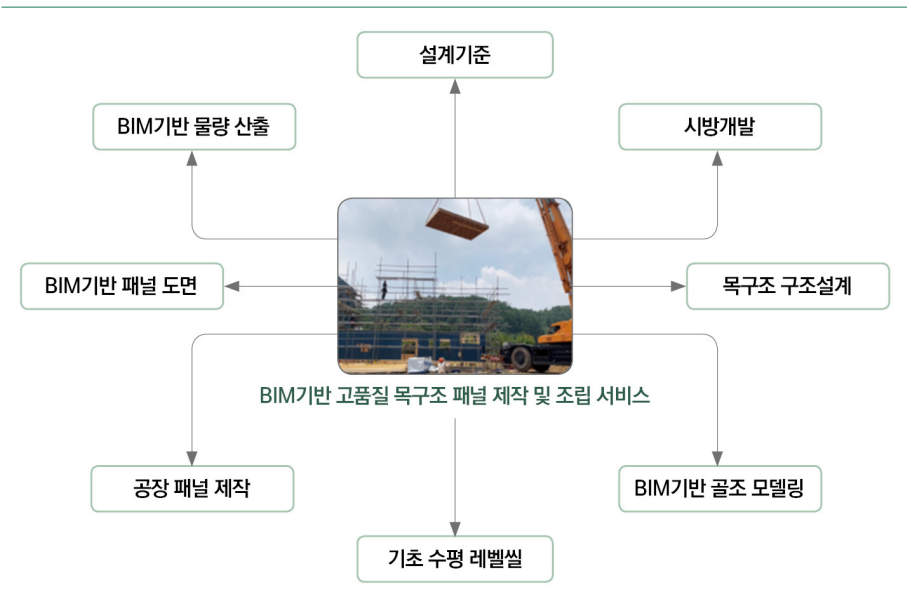 설계기준
BIM기반 물량 산출
시방개발
BIM기반 패널 도면
목구조 구조설계
BIM기반 고품질 목구조 패널 제작 및 조립 서비스
공장 패널 제작
BIM기반 골조 모델링
기초 수평 레벨씰